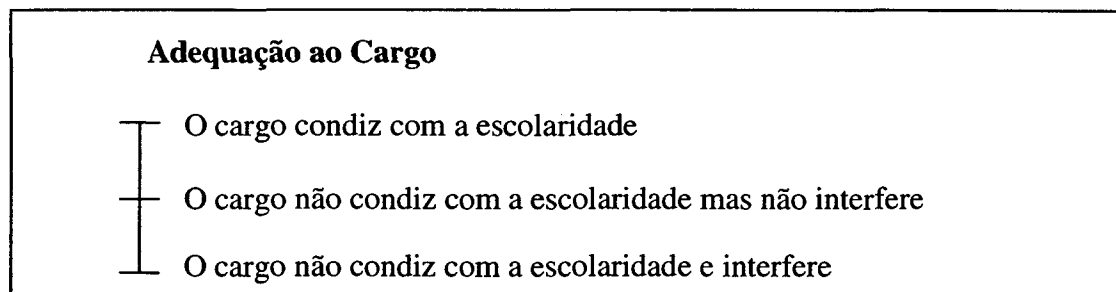 Adequação ao Cargo
O cargo condiz com a escolaridade
O cargo não condiz com a escolaridade mas não interfere
O cargo não condiz com a escolaridade e interfere